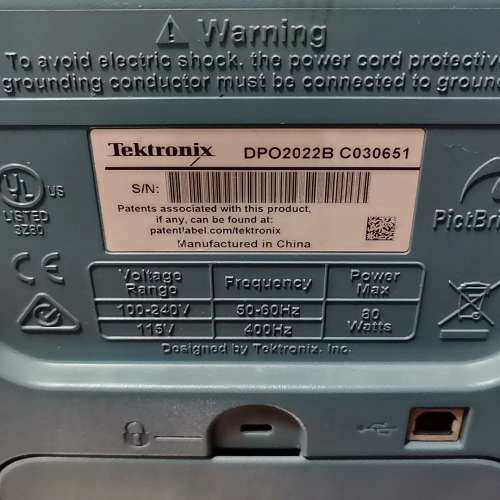 ⚠ Warning
To avoid electric shock, the power cord protective
grounding conductor must be connected to ground
Tektronix DPO2022B C030651
S/N:
Patents associated with this product,
if any, can be found at:
patentlabel.com/tektronix
Manufactured in China
UL US
LISTED
3Z80
PictBri
CE
Voltage Range Frequency Power Max
100-240V 50-60Hz 80 Watts
115V 400Hz
Designed by Tektronix, Inc.